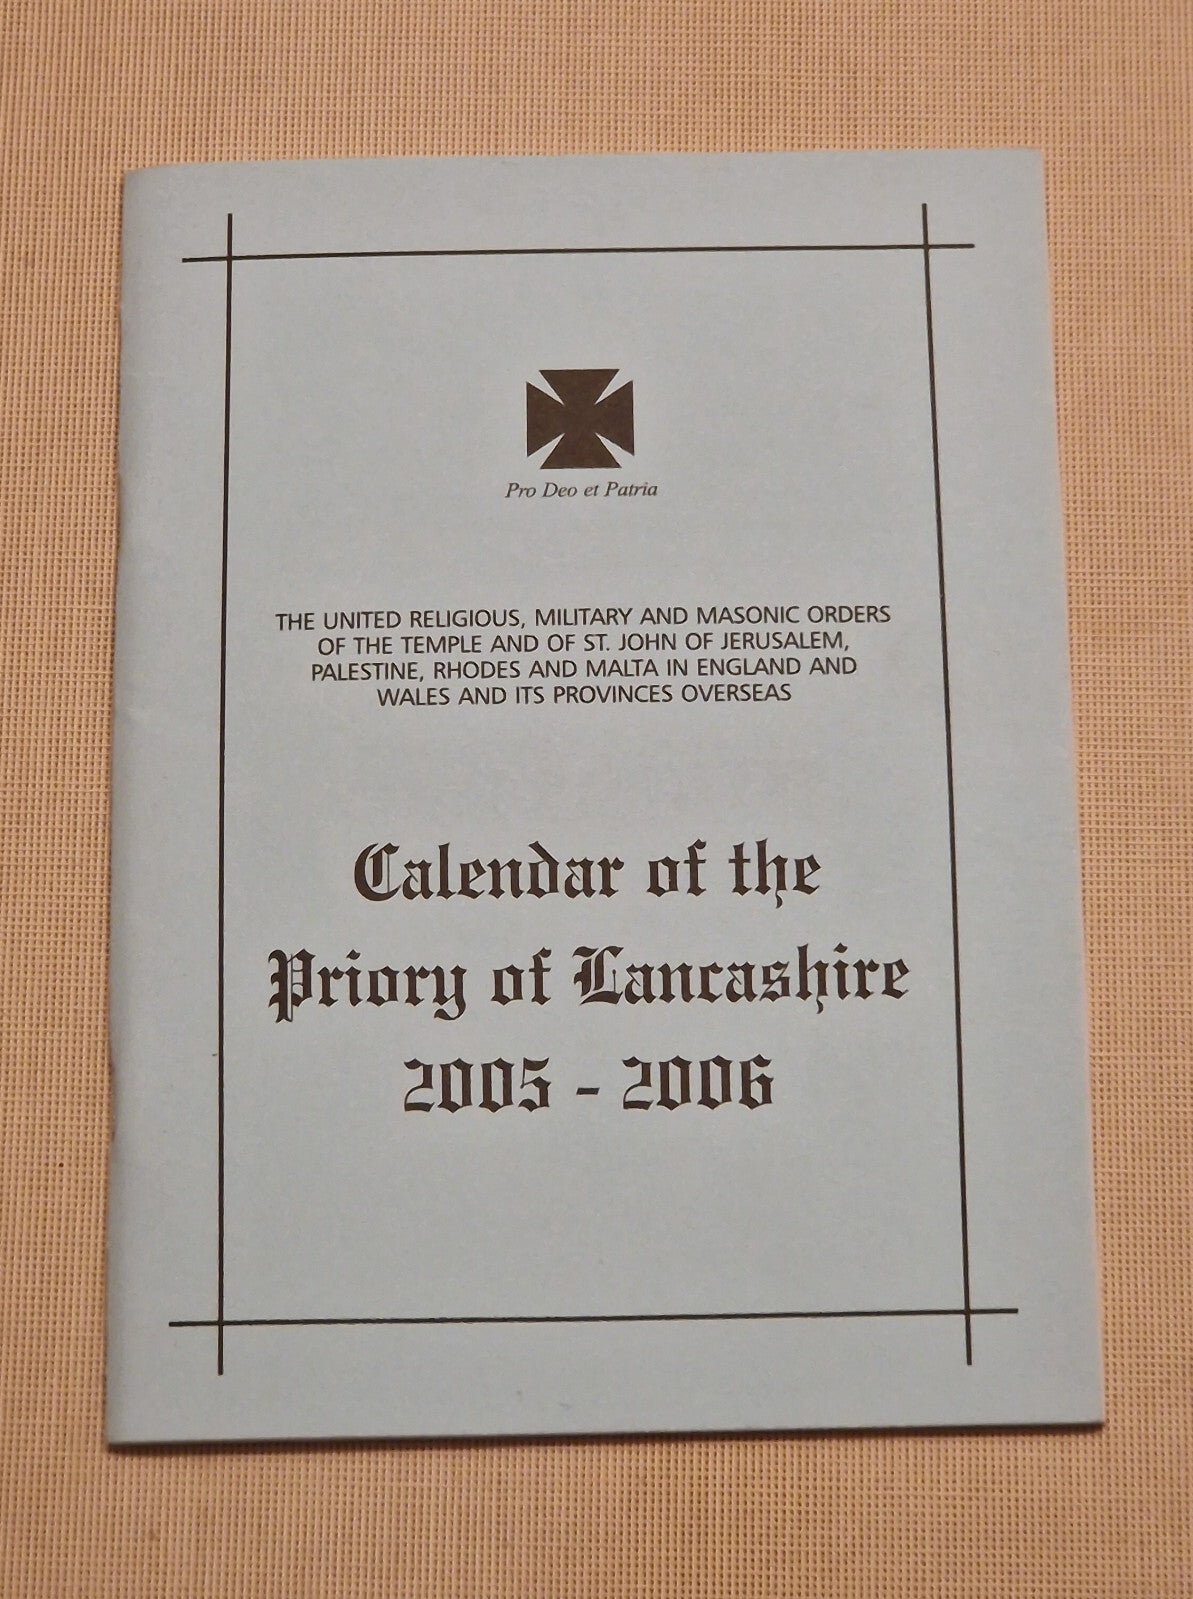 Pro Deo et Patria
THE UNITED RELIGIOUS, MILITARY AND MASONIC ORDERS
OF THE TEMPLE AND OF ST. JOHN OF JERUSALEM,
PALESTINE, RHODES AND MALTA IN ENGLAND AND
WALES AND ITS PROVINCES OVERSEAS
Calendar of the
Priory of Lancashire
2005 - 2006